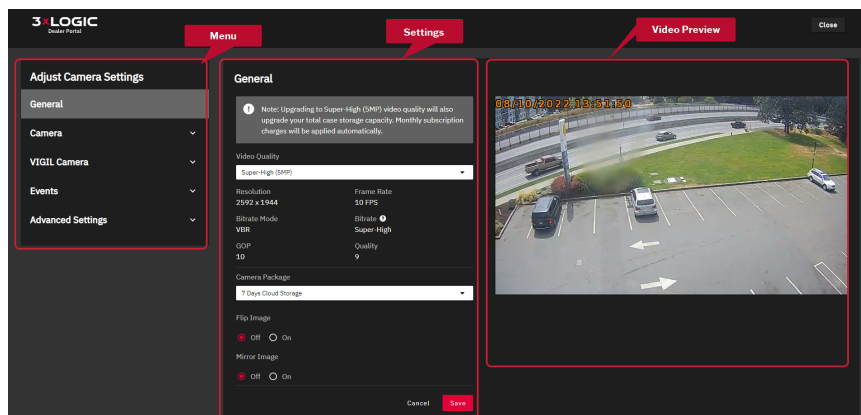 3xLOGIC
Dealer Portal
Menu
Settings
Video Preview
Close
Adjust Camera Settings
General
Camera
VIGIL Camera
Events
Advanced Settings
General
! Note: Upgrading to Super-High (5MP) video quality will also
upgrade your total case storage capacity. Monthly subscription
charges will be applied automatically.
Video Quality
Super-High (5MP)
Resolution Frame Rate
2592 x 1944 10 FPS
Bitrate Mode Bitrate ?
VBR Super-High
GOP Quality
10 9
Camera Package
7 Days Cloud Storage
Flip Image
Off On
Mirror Image
Off On
Cancel Save
08/10/2022 13:51:50